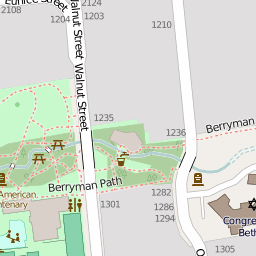 Eunice Street
2108
2124
2103
1204
1203
1210
Walnut Street
Walnut Street
1235
1236
Berryman
Berryman Path
American
1301
1282
1286
1294
Congre
Beth
1305